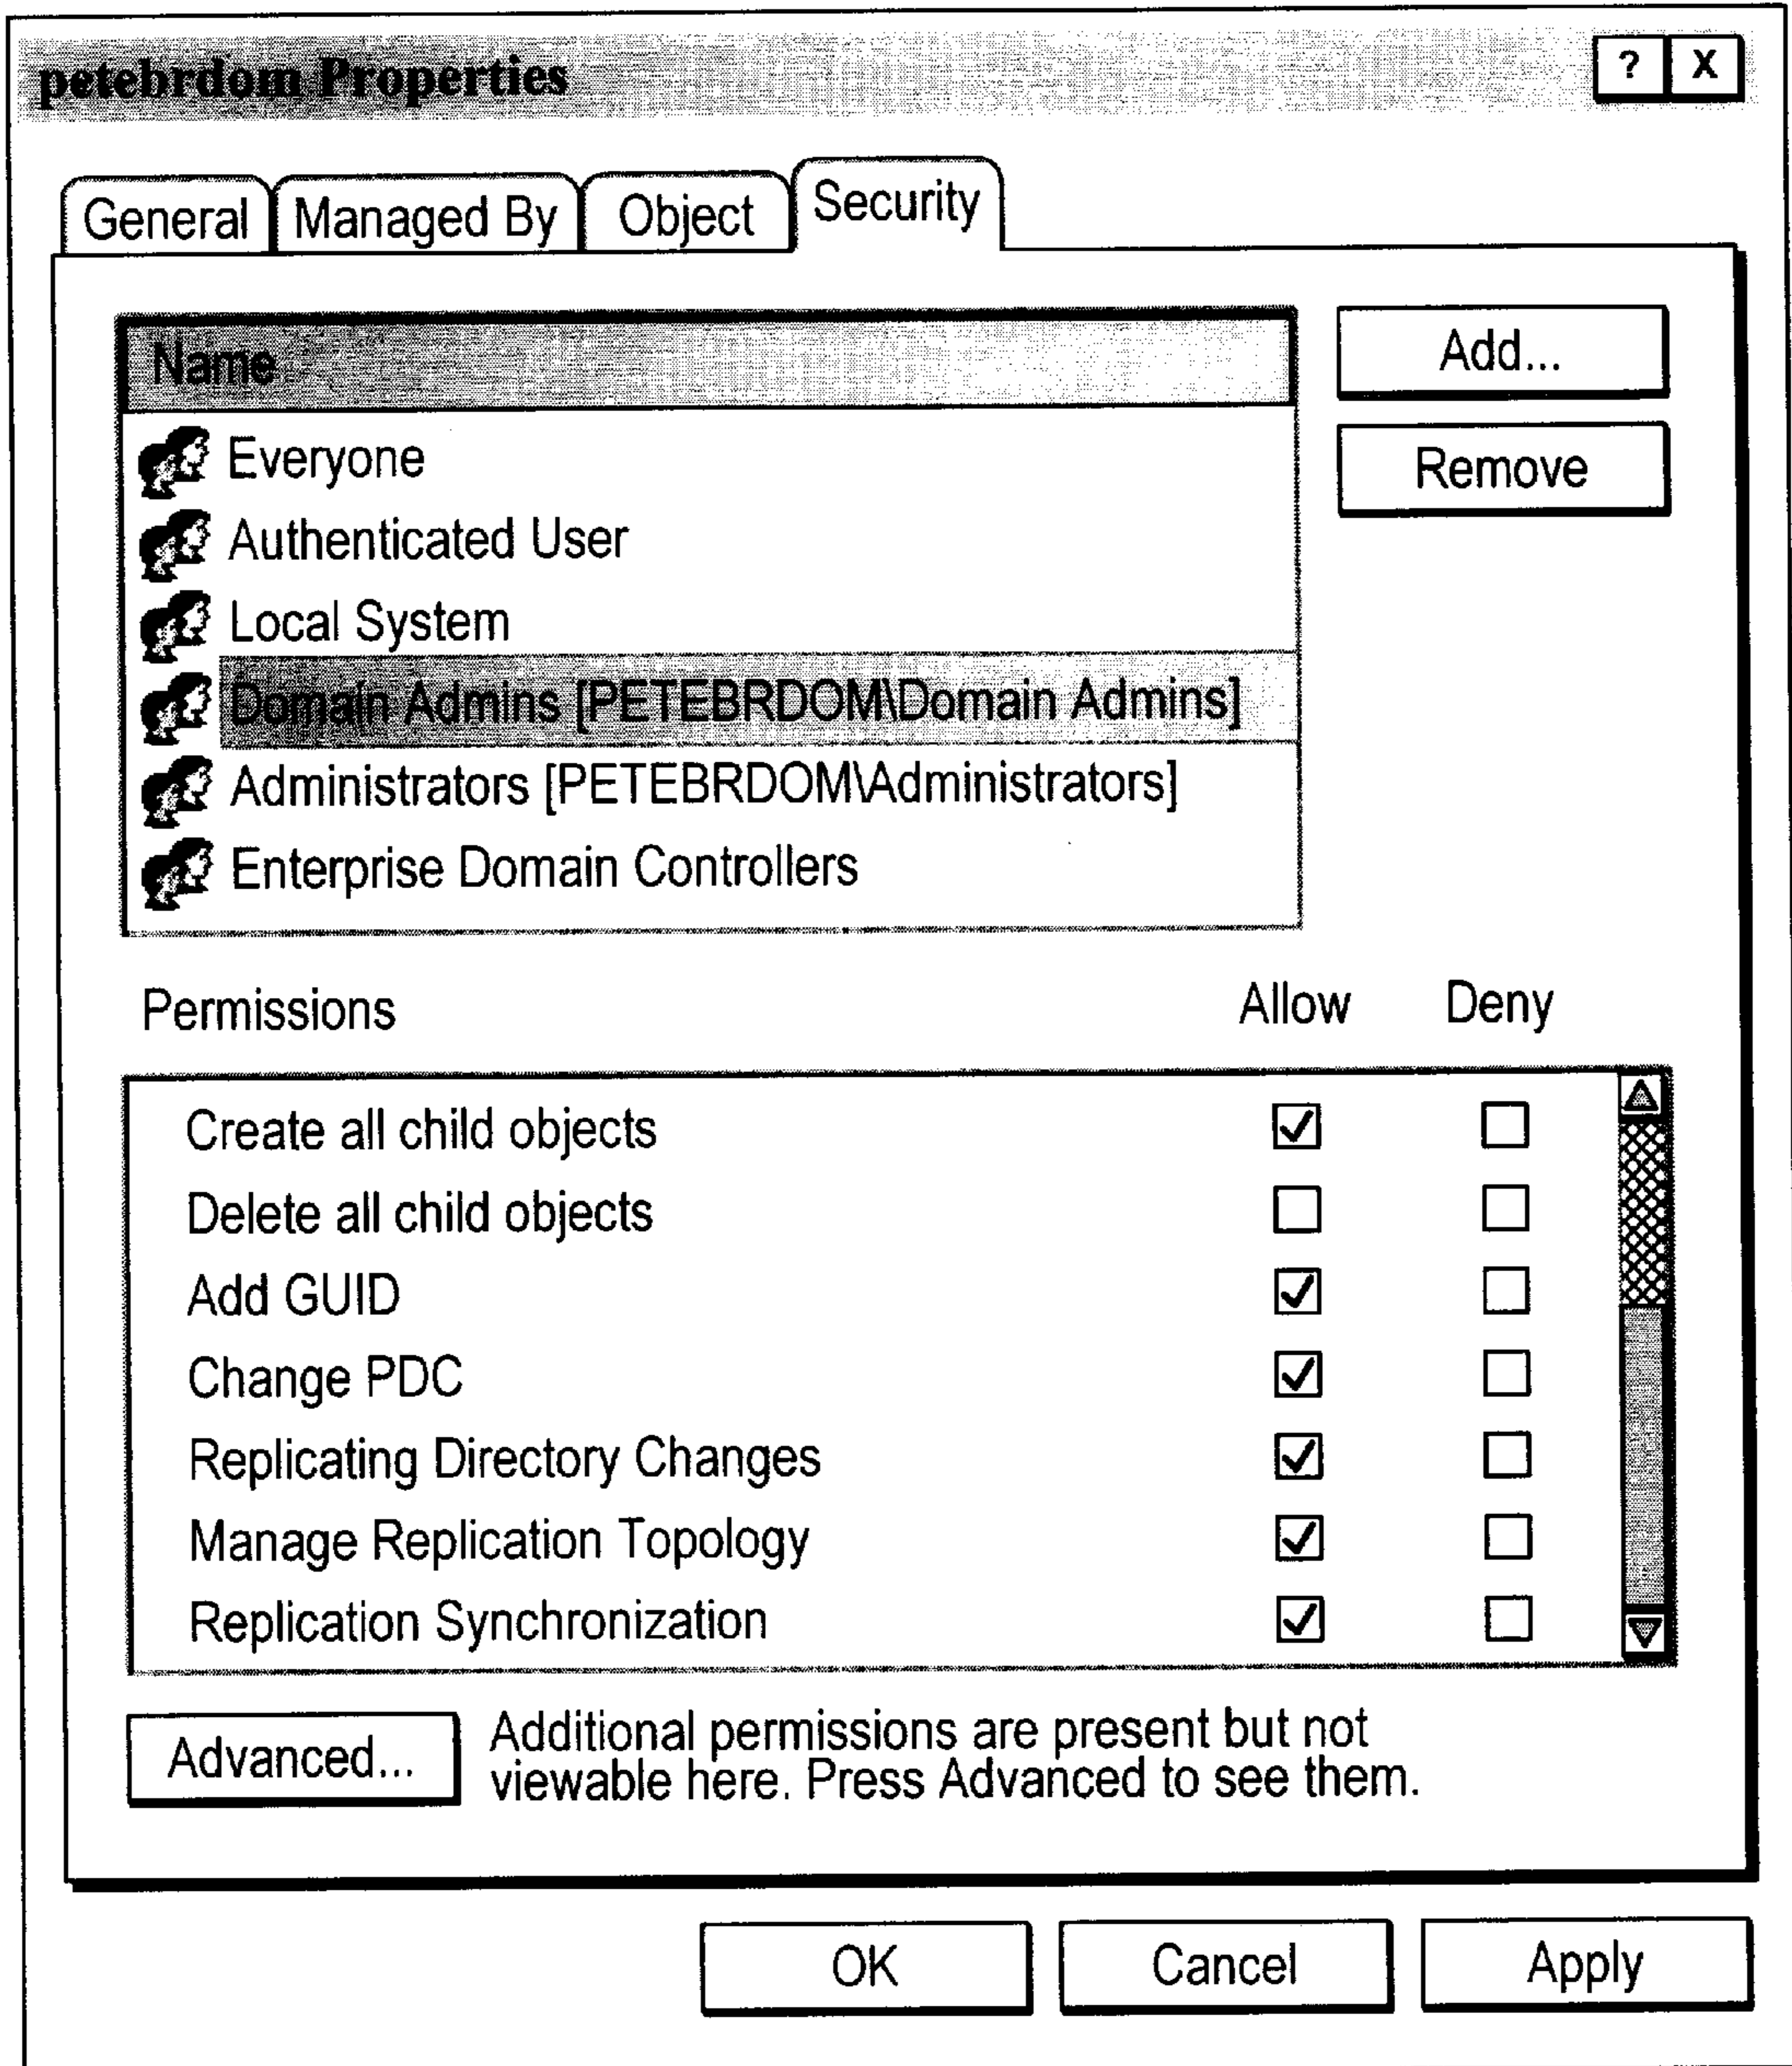 petebrdom Properties
? X
General Managed By Object Security
Name
Add...
Remove
Everyone
Authenticated User
Local System
Domain Admins [PETEBRDOM\Domain Admins]
Administrators [PETEBRDOM\Administrators]
Enterprise Domain Controllers
Permissions Allow Deny
Create all child objects
Delete all child objects
Add GUID
Change PDC
Replicating Directory Changes
Manage Replication Topology
Replication Synchronization
Advanced...
Additional permissions are present but not
viewable here. Press Advanced to see them.
OK Cancel Apply